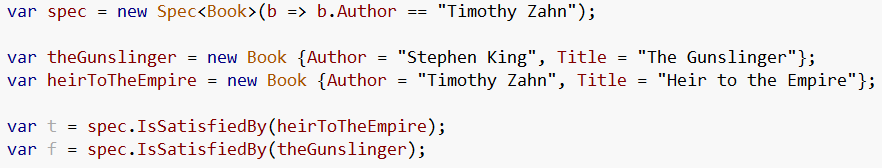 var spec = new Spec<Book>(b => b.Author == "Timothy Zahn");
var theGunslinger = new Book {Author = "Stephen King", Title = "The Gunslinger"};
var heirToTheEmpire = new Book {Author = "Timothy Zahn", Title = "Heir to the Empire"};
var t = spec.IsSatisfiedBy(heirToTheEmpire);
var f = spec.IsSatisfiedBy(theGunslinger);